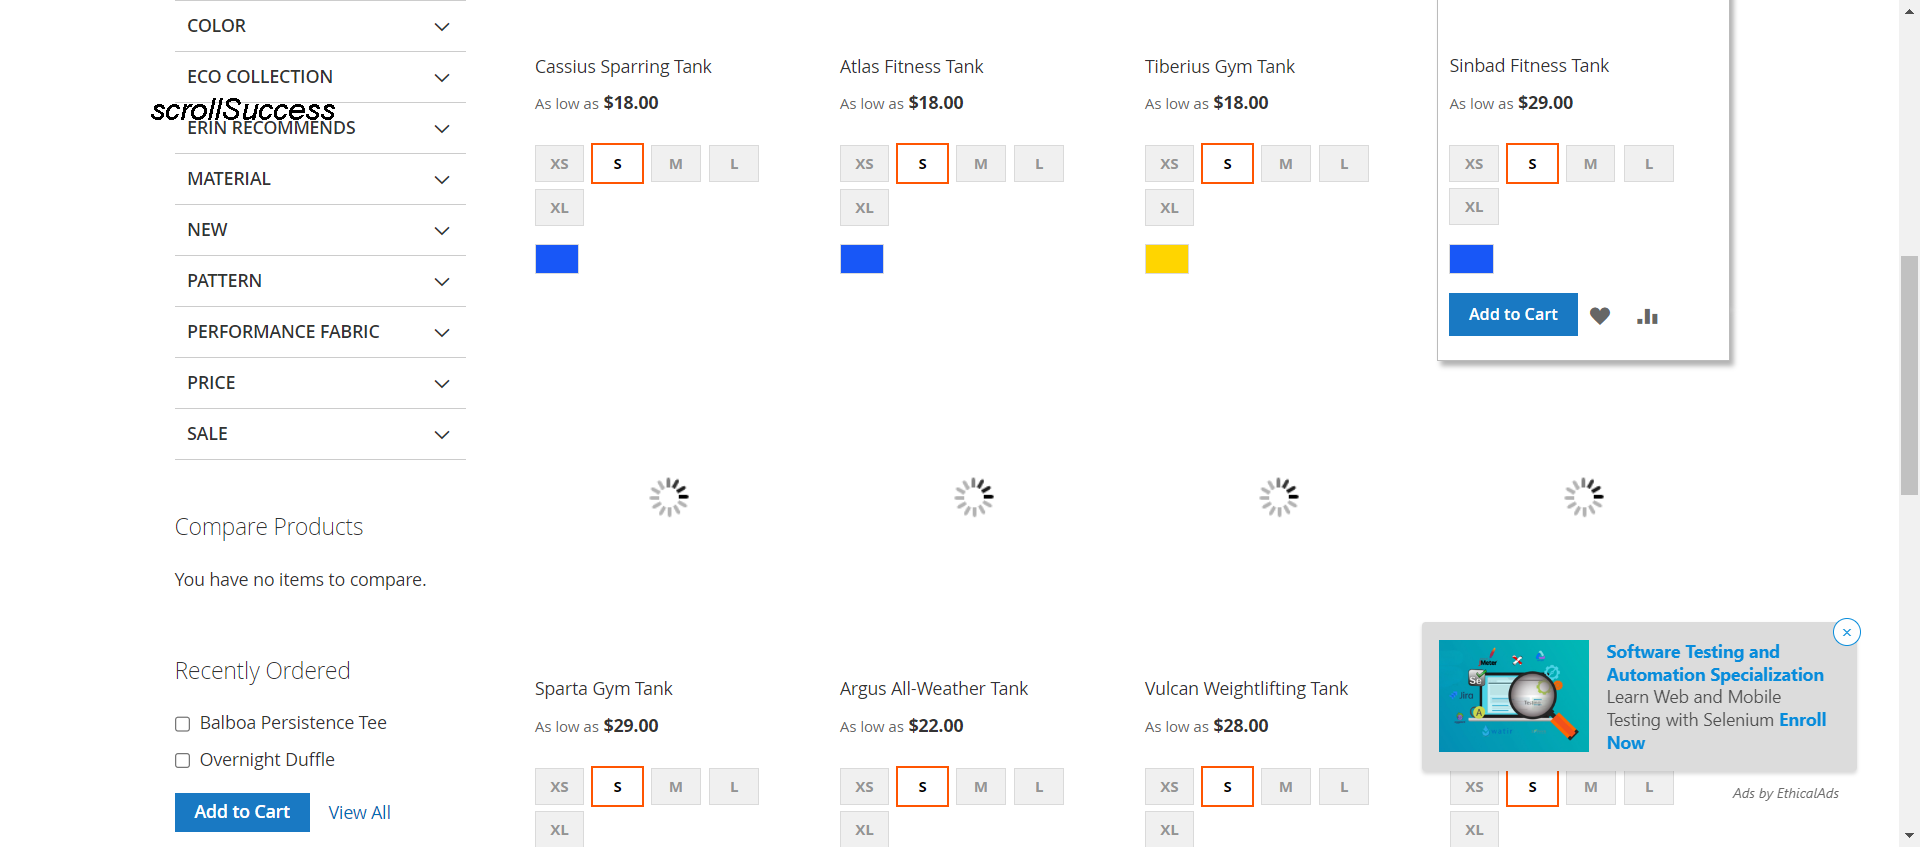 COLOR
ECO COLLECTION
scrollSuccess
ERIN RECOMMENDS
MATERIAL
NEW
PATTERN
PERFORMANCE FABRIC
PRICE
SALE
Compare Products
You have no items to compare.
Recently Ordered
Balboa Persistence Tee
Overnight Duffle
Add to Cart View All
Cassius Sparring Tank
As low as $18.00
XS S M L
XL
Atlas Fitness Tank
As low as $18.00
XS S M L
XL
Tiberius Gym Tank
As low as $18.00
XS S M L
XL
Sinbad Fitness Tank
As low as $29.00
XS S M L
XL
Add to Cart
Sparta Gym Tank
As low as $29.00
XS S M L
XL
Argus All-Weather Tank
As low as $22.00
XS S M L
XL
Vulcan Weightlifting Tank
As low as $28.00
XS S M L
XL
Software Testing and
Automation Specialization
Learn Web and Mobile
Testing with Selenium Enroll
Now
Ads by EthicalAds
XS S M L
XL